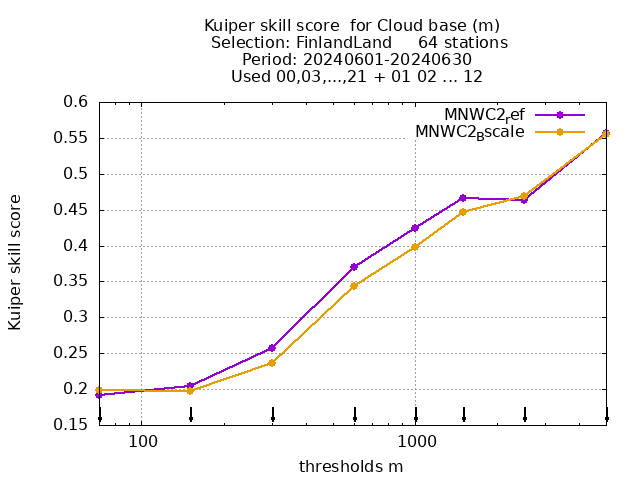 Kuiper skill score  for Cloud base (m)
Selection: FinlandLand     64 stations
Period: 20240601-20240630
Used 00,03,...,21 + 01 02 ... 12
MNWC2ref
MNWC2Bscale
0.6
0.55
0.5
0.45
0.4
0.35
0.3
0.25
0.2
0.15
Kuiper skill score
100
1000
thresholds m